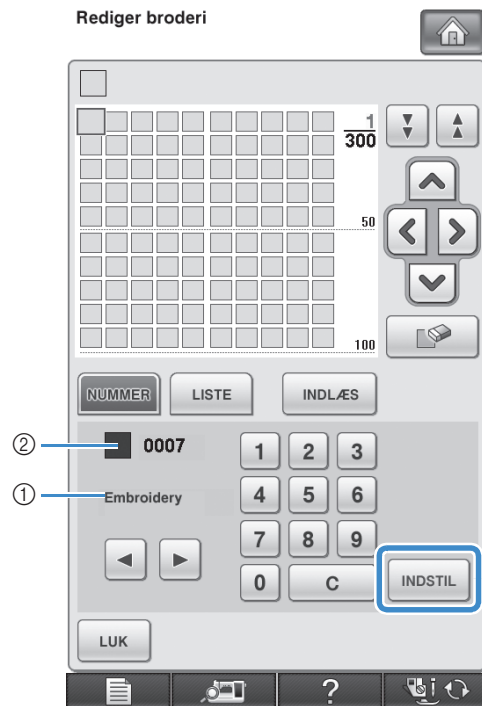 Rediger broderi
1
300
50
100
NUMMER LISTE INDLÆS
② 0007
1 2 3
① Embroidery
4 5 6
7 8 9
0 C INDSTIL
LUK
?